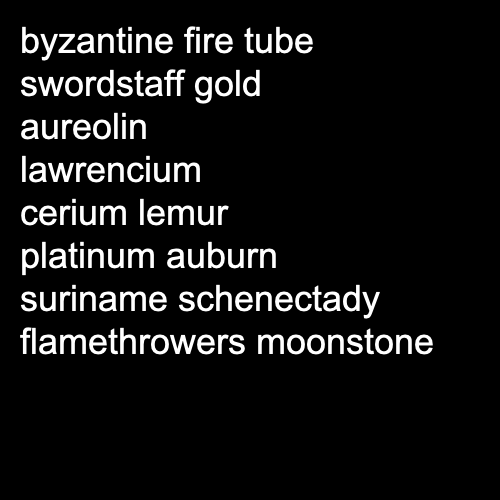 byzantine fire tube
swordstaff gold
aureolin
lawrencium
cerium lemur
platinum auburn
suriname schenectady
flamethrowers moonstone